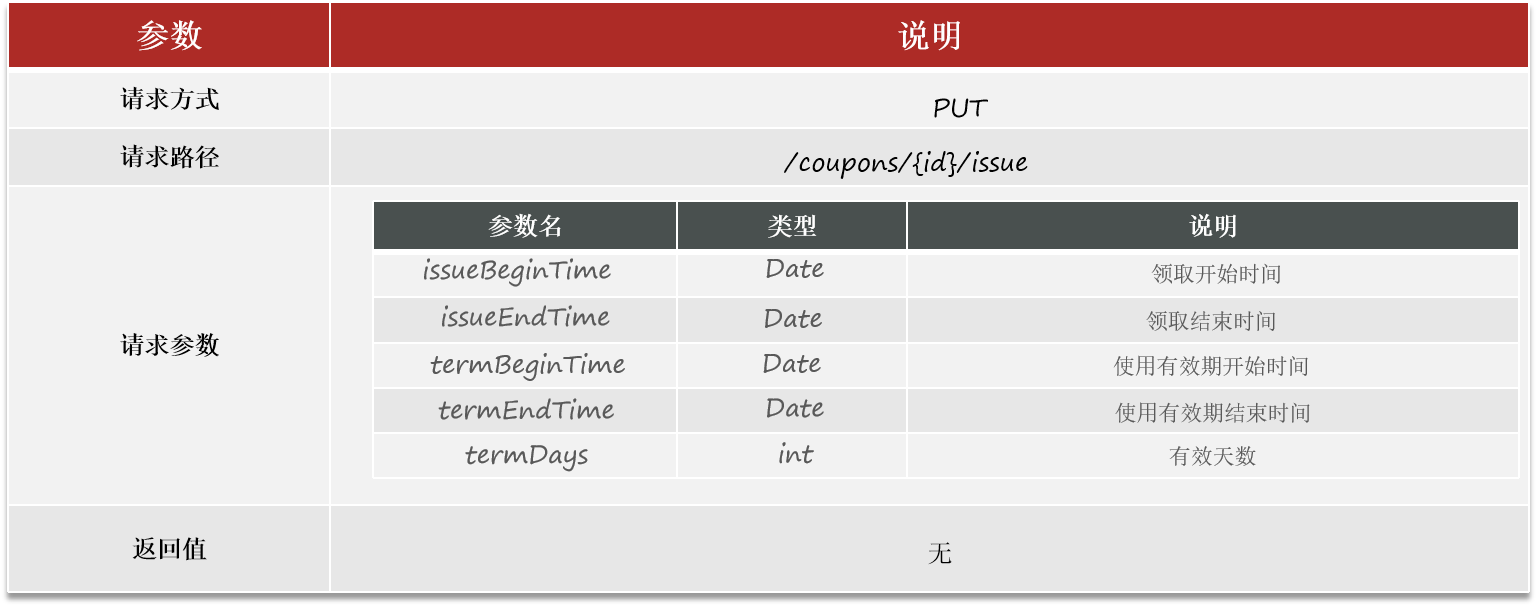 参数 说明
请求方式 PUT
请求路径 /coupons/{id}/issue
请求参数
参数名 类型 说明
issueBeginTime Date 领取开始时间
issueEndTime Date 领取结束时间
termBeginTime Date 使用有效期开始时间
termEndTime Date 使用有效期结束时间
termDays int 有效天数
返回值 无